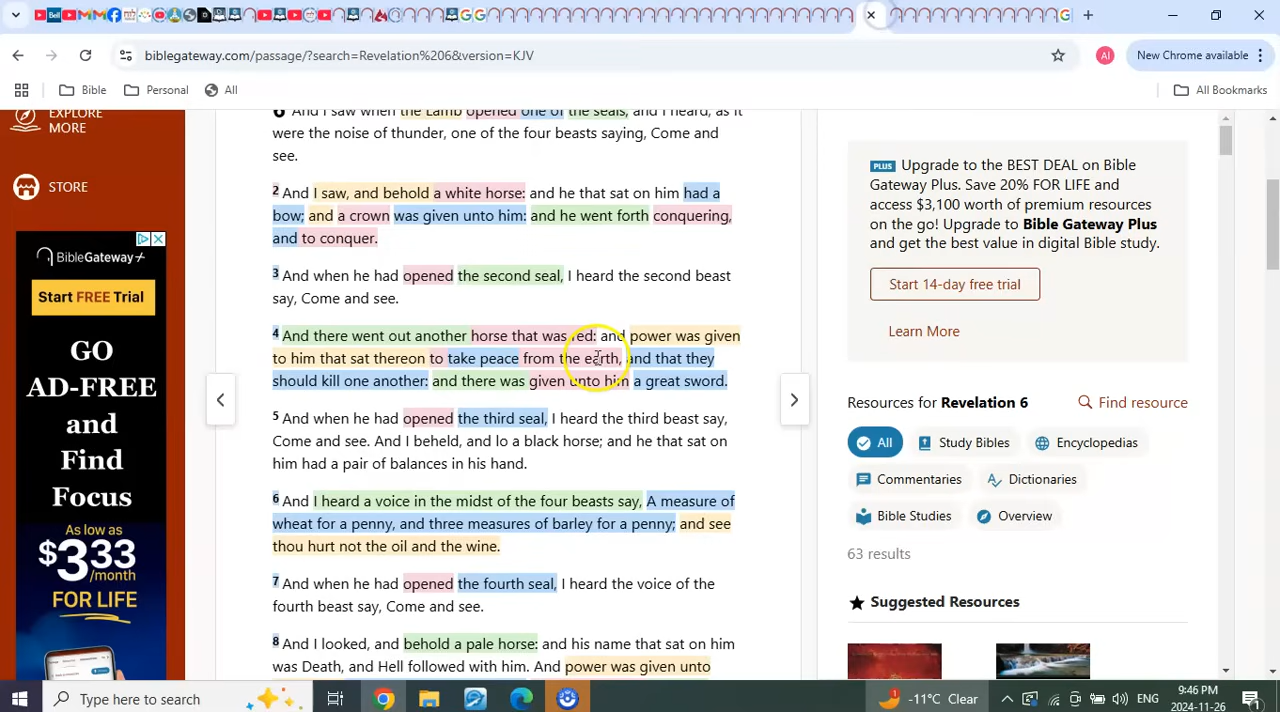 biblegateway.com/passage/?search=Revelation%206&version=KJV
New Chrome available
Bible
Personal
All
All Bookmarks
EXPLORE
MORE
STORE
BibleGateway+
Start FREE Trial
GO
AD-FREE
and
Find
Focus
As low as
$3.33
/month
FOR LIFE
6 And I saw when the Lamb opened one of the seals, and I heard, as it
were the noise of thunder, one of the four beasts saying, Come and
see.
2 And I saw, and behold a white horse: and he that sat on him had a
bow; and a crown was given unto him: and he went forth conquering,
and to conquer.
3 And when he had opened the second seal, I heard the second beast
say, Come and see.
4 And there went out another horse that was red: and power was given
to him that sat thereon to take peace from the earth, and that they
should kill one another: and there was given unto him a great sword.
5 And when he had opened the third seal, I heard the third beast say,
Come and see. And I beheld, and lo a black horse; and he that sat on
him had a pair of balances in his hand.
6 And I heard a voice in the midst of the four beasts say, A measure of
wheat for a penny, and three measures of barley for a penny; and see
thou hurt not the oil and the wine.
7 And when he had opened the fourth seal, I heard the voice of the
fourth beast say, Come and see.
8 And I looked, and behold a pale horse: and his name that sat on him
was Death, and Hell followed with him. And power was given unto
PLUS Upgrade to the BEST DEAL on Bible
Gateway Plus. Save 20% FOR LIFE and
access $3,100 worth of premium resources
on the go! Upgrade to Bible Gateway Plus
and get the best value in digital Bible study.
Start 14-day free trial
Learn More
Resources for Revelation 6
Find resource
All
Study Bibles
Encyclopedias
Commentaries
Dictionaries
Bible Studies
Overview
63 results
Suggested Resources
Type here to search
-11°C Clear
ENG
9:46 PM
2024-11-26